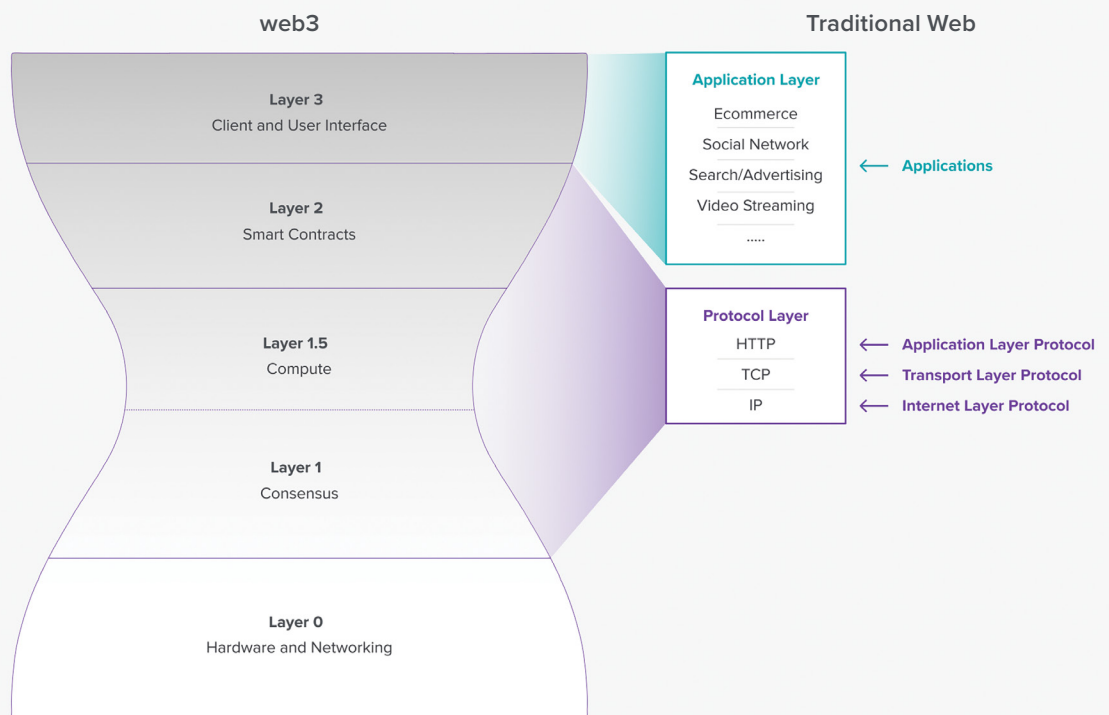 web3
Layer 3
Client and User Interface
Layer 2
Smart Contracts
Layer 1.5
Compute
Layer 1
Consensus
Layer 0
Hardware and Networking
Traditional Web
Application Layer
Ecommerce
Social Network
Search/Advertising
Video Streaming
.....
Applications
Protocol Layer
HTTP
TCP
IP
Application Layer Protocol
Transport Layer Protocol
Internet Layer Protocol